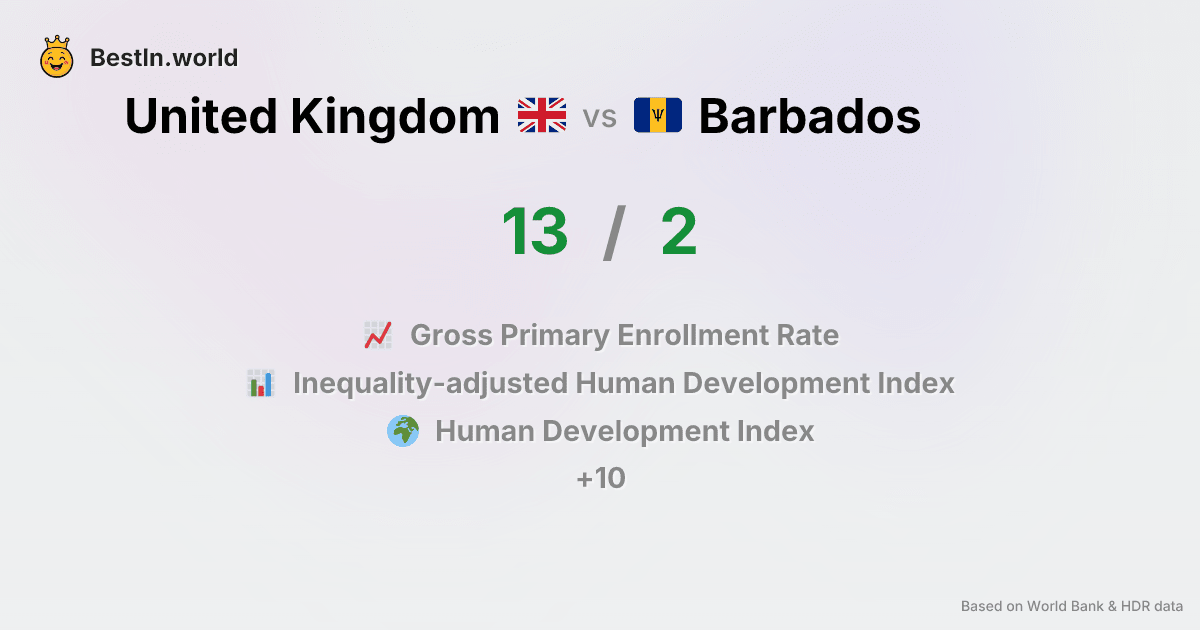 BestIn.world
United Kingdom vs Barbados
13 / 2
Gross Primary Enrollment Rate
Inequality-adjusted Human Development Index
Human Development Index
+10
Based on World Bank & HDR data